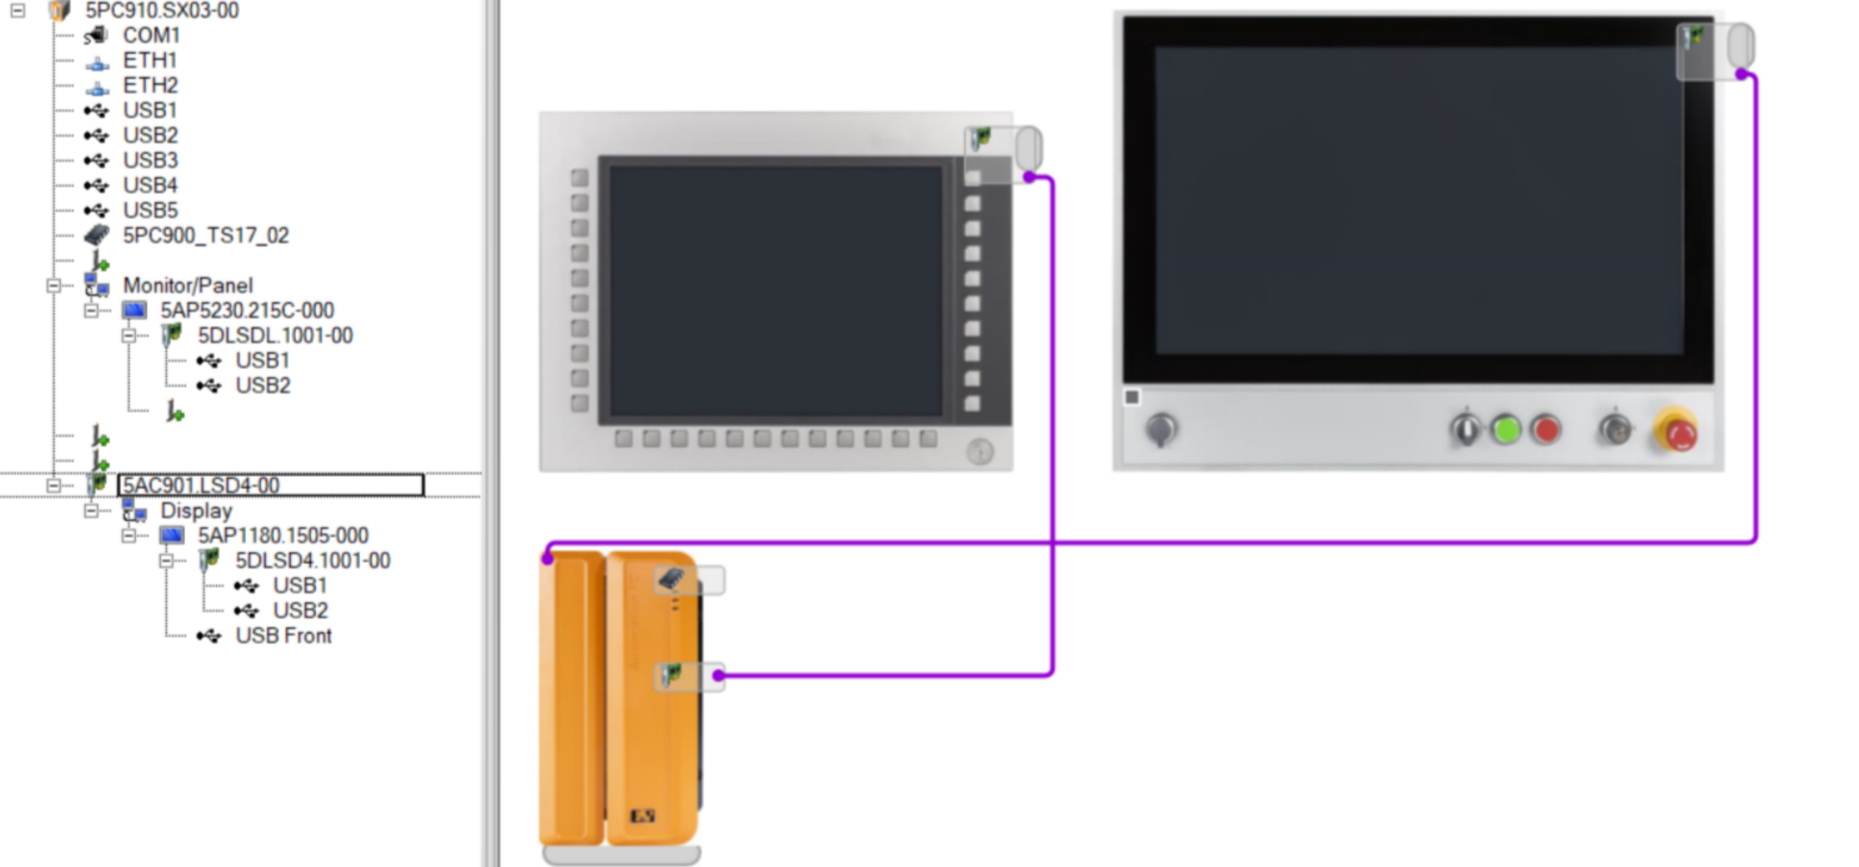 5PC910.SX03-00
COM1
ETH1
ETH2
USB1
USB2
USB3
USB4
USB5
5PC900_TS17_02
Monitor/Panel
5AP5230.215C-000
5DLSDL.1001-00
USB1
USB2
5AC901.LSD4-00
Display
5AP1180.1505-000
5DLSD4.1001-00
USB1
USB2
USB Front